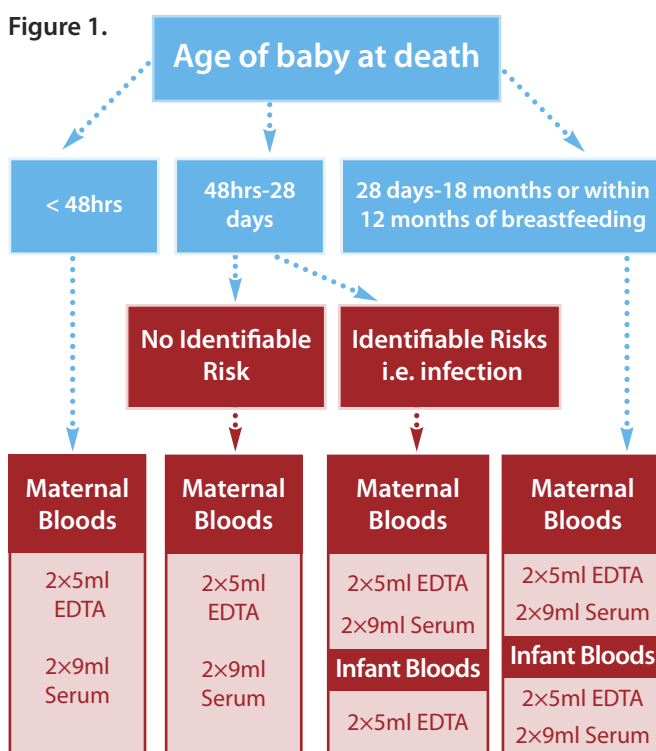 Figure 1.
Age of baby at death
< 48hrs
48hrs-28
days
28 days-18 months or within
12 months of breastfeeding
No Identifiable
Risk
Identifiable Risks
i.e. infection
Maternal
Bloods
2×5ml
EDTA
2×9ml
Serum
Maternal
Bloods
2×5ml
EDTA
2×9ml
Serum
Maternal
Bloods
2×5ml EDTA
2×9ml Serum
Infant Bloods
2×5ml EDTA
Maternal
Bloods
2×5ml EDTA
2×9ml Serum
Infant Bloods
2×5ml EDTA
2×9ml Serum